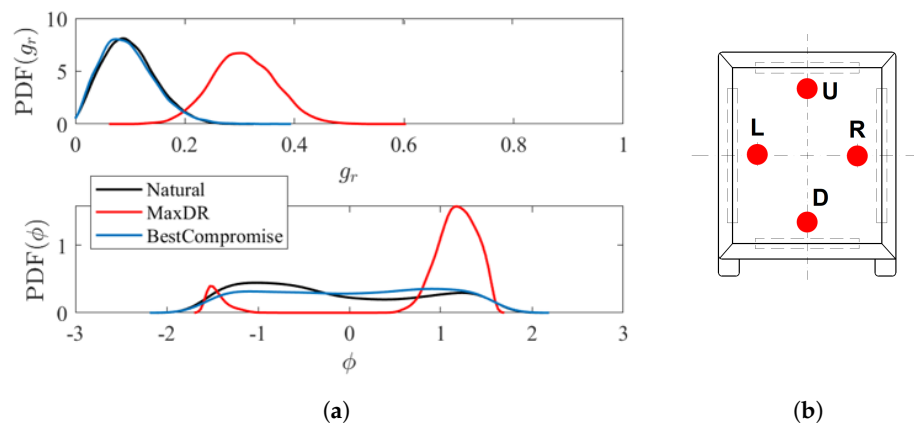 PDF(g_r)
10
5
0
0 0.2 0.4 0.6 0.8 1
g_r
Natural
MaxDR
BestCompromise
PDF(ϕ)
1
0
-3 -2 -1 0 1 2 3
ϕ
(a)
U
L R
D
(b)